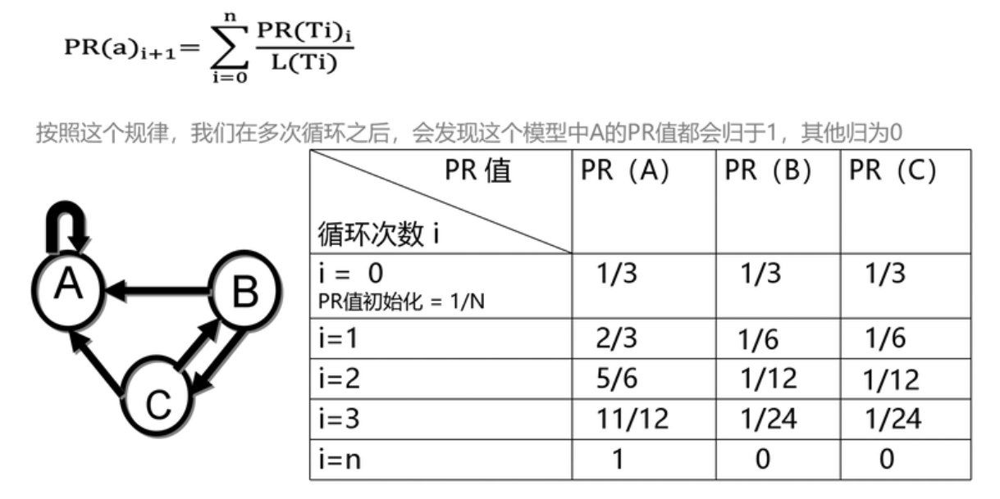 PR(a)ᵢ₊₁= ∑ⁿᵢ₌₀ PR(Ti)ᵢ / L(Ti)
按照这个规律，我们在多次循环之后，会发现这个模型中A的PR值都会归于1，其他归为0
PR 值 PR（A） PR（B） PR（C）
循环次数 i
i = 0 1/3 1/3 1/3
PR值初始化 = 1/N
i=1 2/3 1/6 1/6
i=2 5/6 1/12 1/12
i=3 11/12 1/24 1/24
i=n 1 0 0
A
B
C